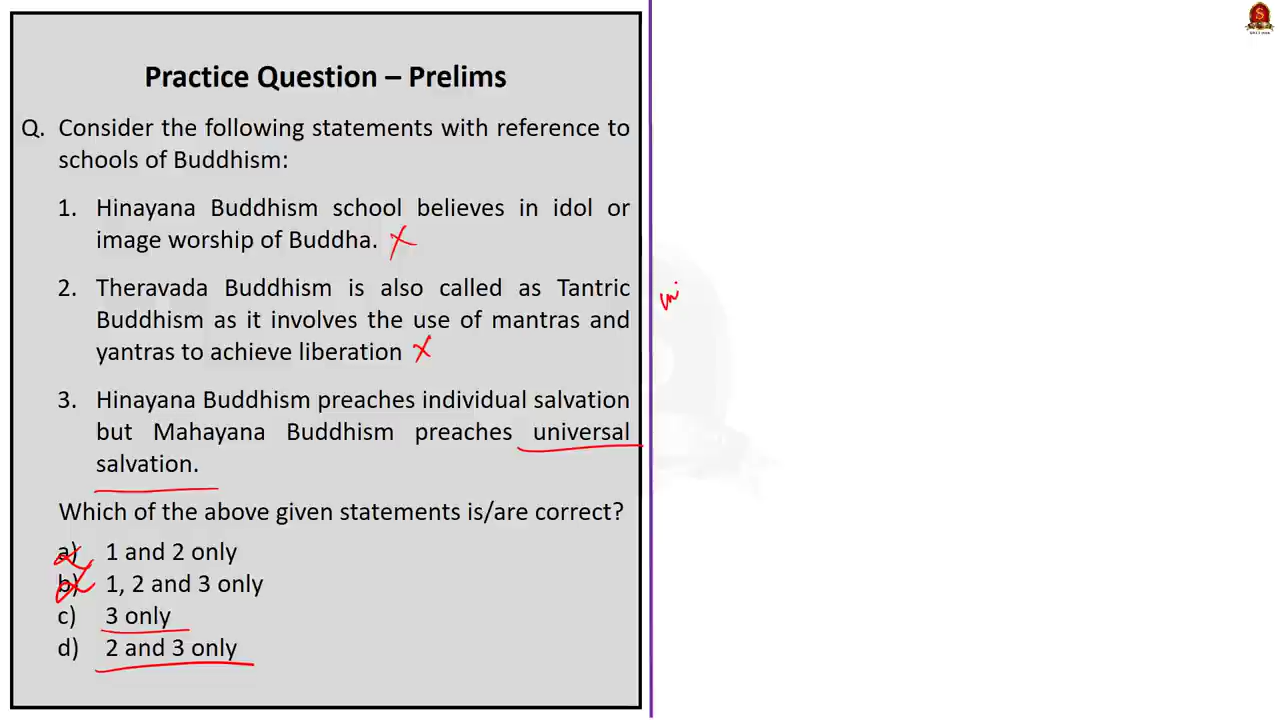 Practice Question – Prelims
Q. Consider the following statements with reference to
schools of Buddhism:
1. Hinayana Buddhism school believes in idol or
image worship of Buddha.
2. Theravada Buddhism is also called as Tantric
Buddhism as it involves the use of mantras and
yantras to achieve liberation
3. Hinayana Buddhism preaches individual salvation
but Mahayana Buddhism preaches universal
salvation.
Which of the above given statements is/are correct?
a) 1 and 2 only
b) 1, 2 and 3 only
c) 3 only
d) 2 and 3 only